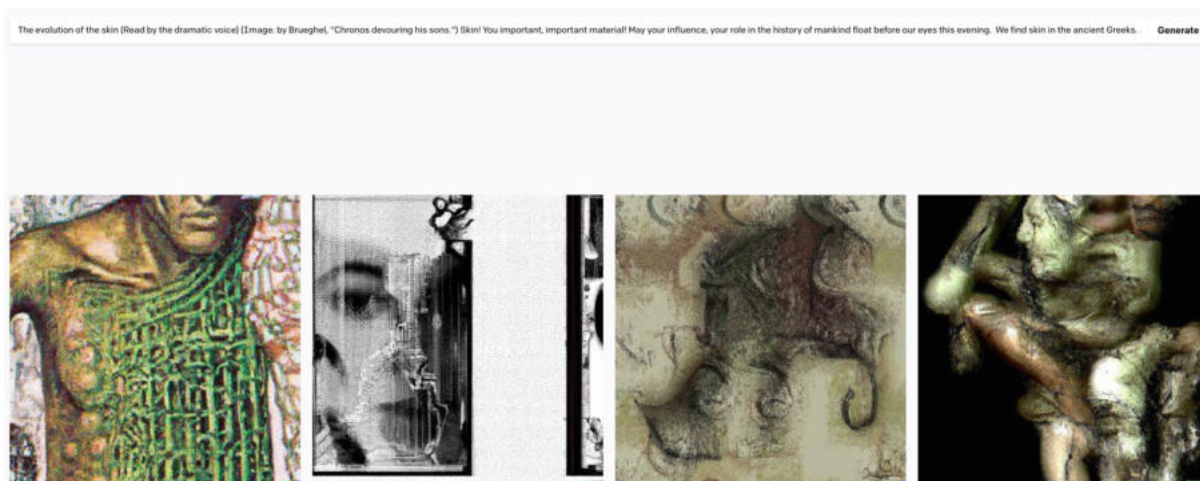 The evolution of the skin (Read by the dramatic voice) (Image: by Brueghel, "Chronos devouring his sons.") Skin! You important, important material! May your influence, your role in the history of mankind float before our eyes this evening. We find skin in the ancient Greeks. Generate